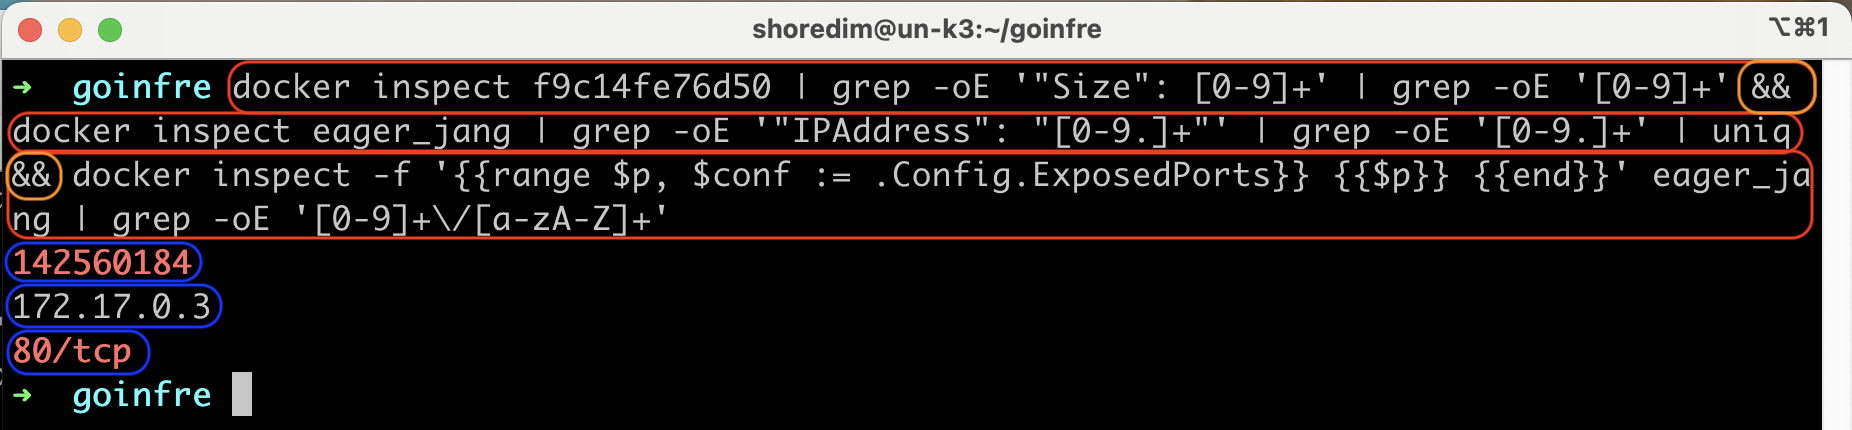 shoredim@un-k3:~/goinfre
⌥⌘1
➜ goinfre docker inspect f9c14fe76d50 | grep -oE '"Size": [0-9]+' | grep -oE '[0-9]+' &&
docker inspect eager_jang | grep -oE '"IPAddress": "[0-9.]+"' | grep -oE '[0-9.]+' | uniq
&& docker inspect -f '{{range $p, $conf := .Config.ExposedPorts}} {{$p}} {{end}}' eager_ja
ng | grep -oE '[0-9]+\/[a-zA-Z]+'
142560184
172.17.0.3
80/tcp
➜ goinfre